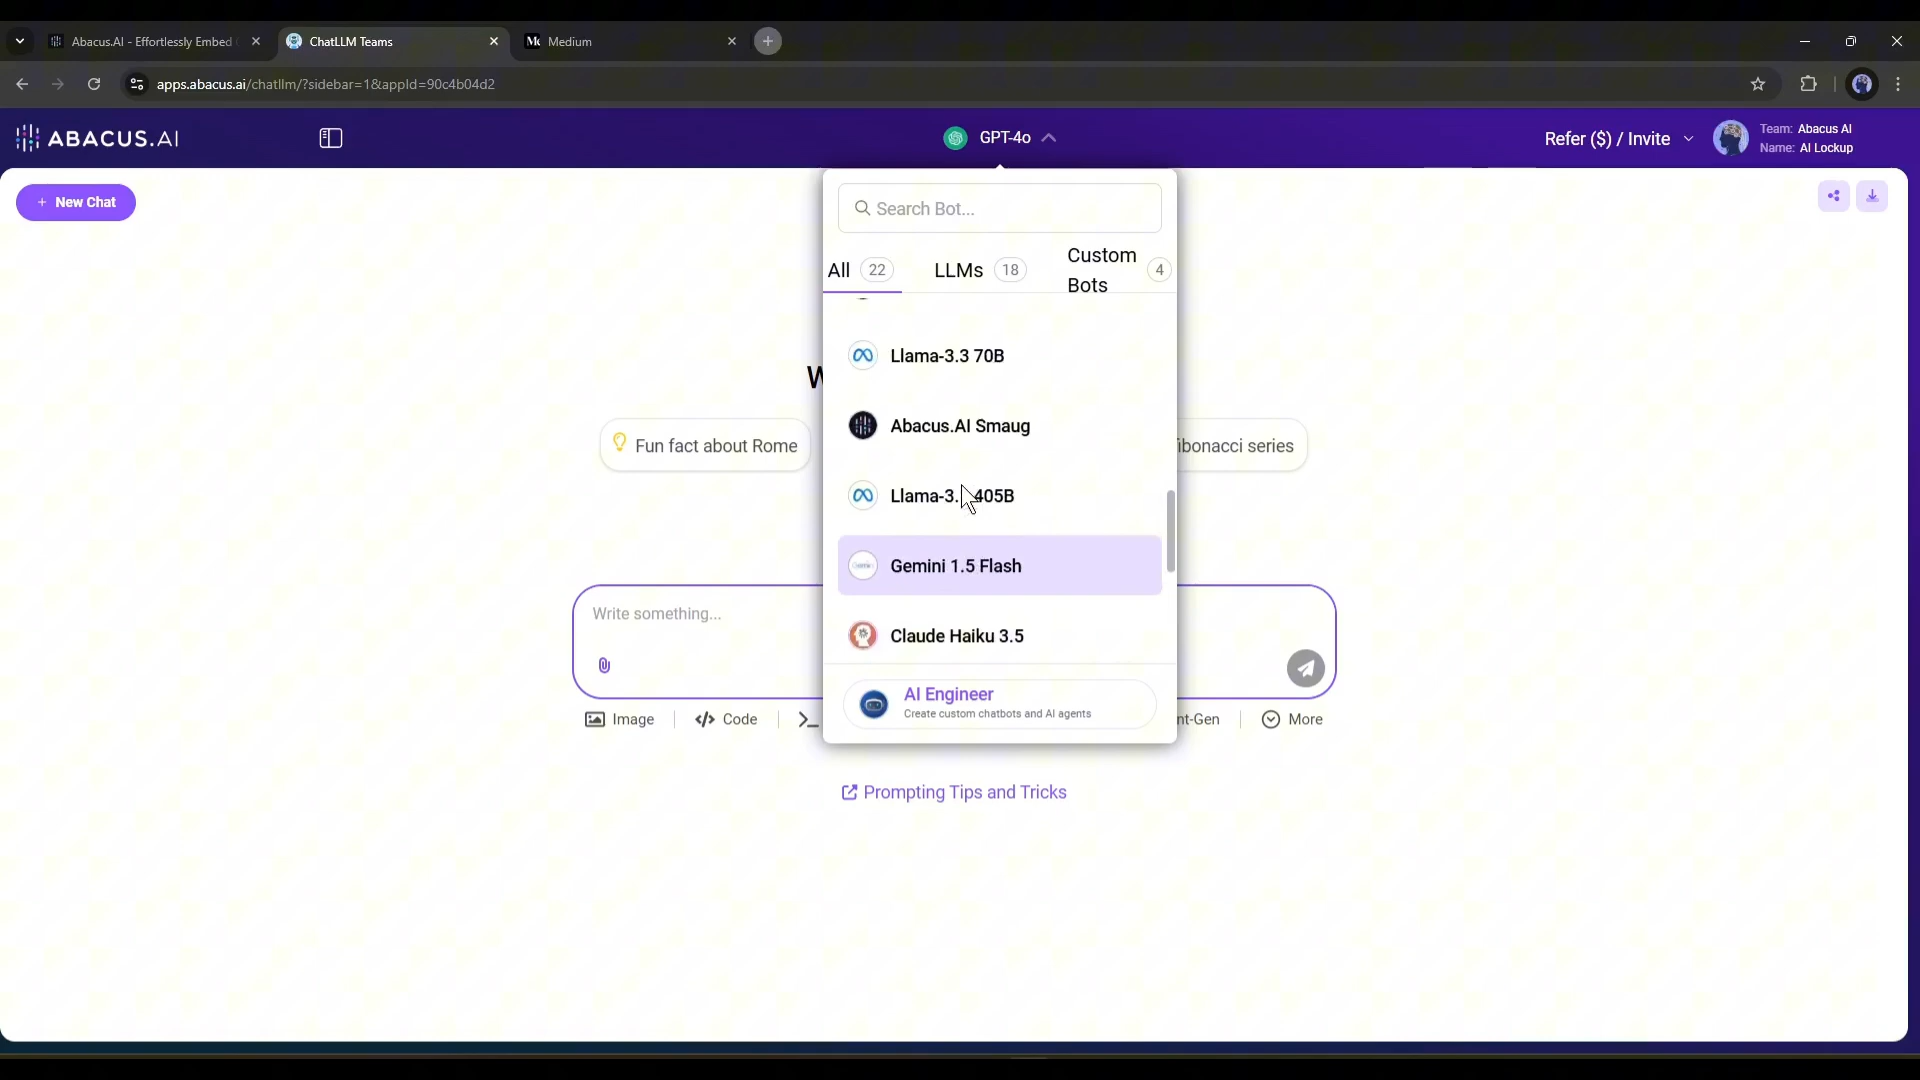 Abacus.AI - Effortlessly Embed
ChatLLM Teams
Medium
apps.abacus.ai/chatllm/?sidebar=1&appId=90c4b04d2
ABACUS.AI
GPT-4o
Refer ($) / Invite
Team: Abacus AI
Name: AI Lockup
+ New Chat
Search Bot...
All 22
LLMs 18
Custom Bots 4
Llama-3.3 70B
W
Abacus.AI Smaug
Fun fact about Rome
ibonacci series
Llama-3. 405B
Gemini 1.5 Flash
Write something...
Claude Haiku 3.5
AI Engineer
Create custom chatbots and AI agents
Image
</> Code
>_
nt-Gen
More
Prompting Tips and Tricks